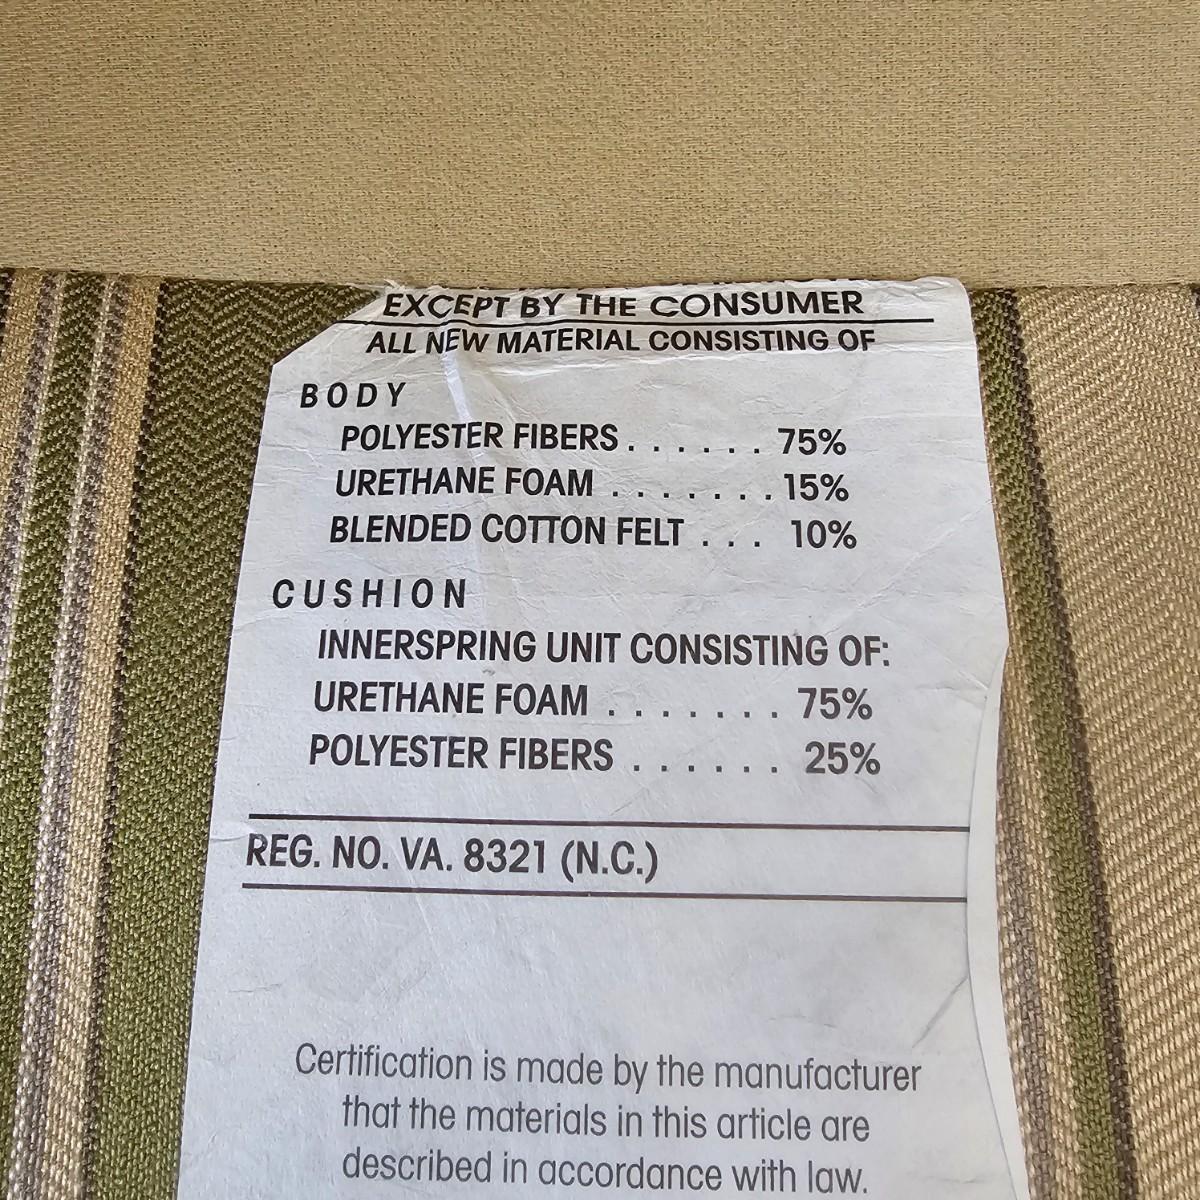 EXCEPT BY THE CONSUMER
ALL NEW MATERIAL CONSISTING OF
BODY
POLYESTER FIBERS . . . . . . 75%
URETHANE FOAM . . . . . . . 15%
BLENDED COTTON FELT . . . 10%
CUSHION
INNERSPRING UNIT CONSISTING OF:
URETHANE FOAM . . . . . . . 75%
POLYESTER FIBERS . . . . . . 25%
REG. NO. VA. 8321 (N.C.)
Certification is made by the manufacturer
that the materials in this article are
described in accordance with law.